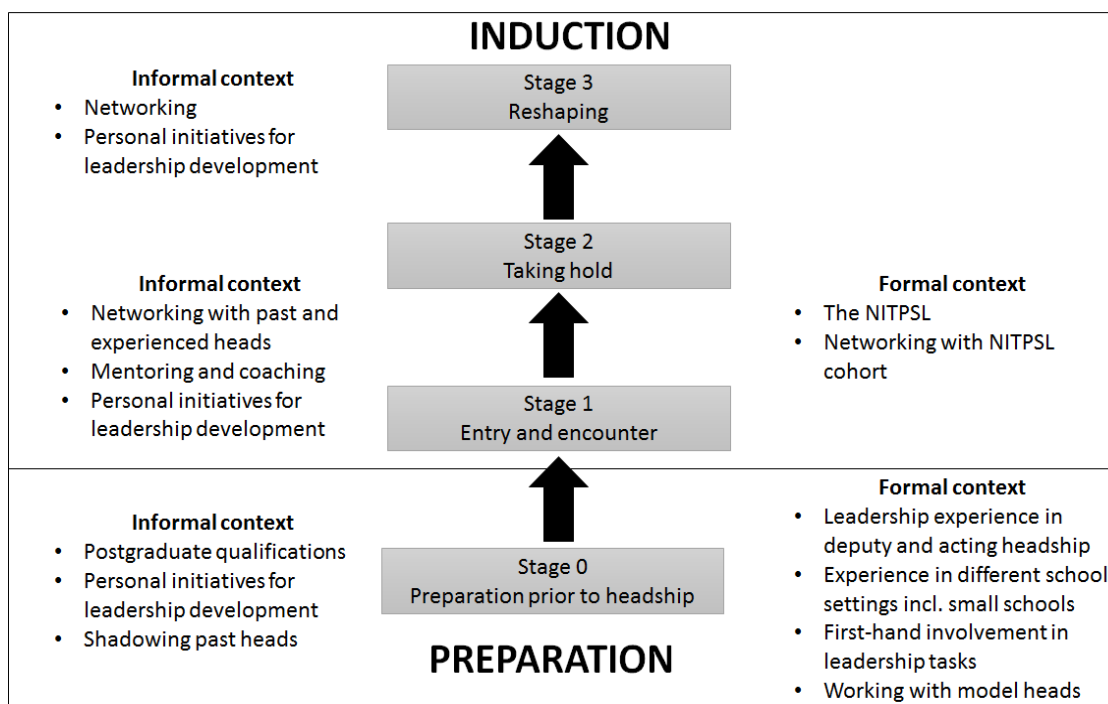 INDUCTION
Informal context
• Networking
• Personal initiatives for
leadership development
Stage 3
Reshaping
Stage 2
Taking hold
Informal context
• Networking with past and
experienced heads
• Mentoring and coaching
• Personal initiatives for
leadership development
Formal context
• The NITPSL
• Networking with NITPSL
cohort
Stage 1
Entry and encounter
Informal context
• Postgraduate qualifications
• Personal initiatives for
leadership development
• Shadowing past heads
Stage 0
Preparation prior to headship
PREPARATION
Formal context
• Leadership experience in
deputy and acting headship
• Experience in different school
settings incl. small schools
• First-hand involvement in
leadership tasks
• Working with model heads